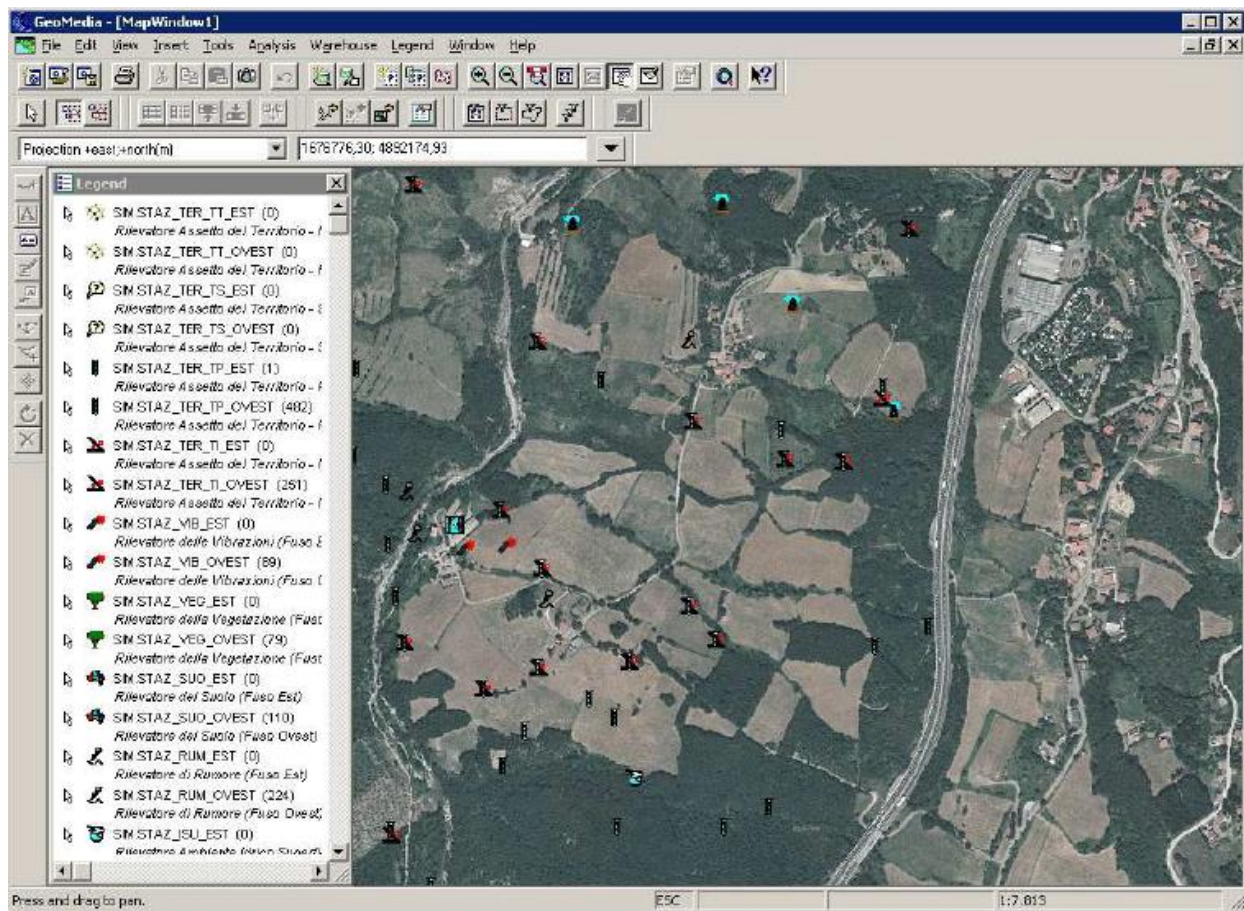 GeoMedia - [MapWindow1]
File Edit View Insert Tools Analysis Warehouse Legend Window Help
Projection +east;+north(m)
1676776,30; 4892174,93
Legend
SIM.STAZ_TER_TT_EST (0)
Rilevatore Assetto del Territorio -
SIM.STAZ_TER_TT_OVEST (0)
Rilevatore Assetto del Territorio -
SIM.STAZ_TER_TS_EST (0)
Rilevatore Assetto del Territorio -
SIM.STAZ_TER_TS_OVEST (0)
Rilevatore Assetto del Territorio -
SIM.STAZ_TER_TP_EST (1)
Rilevatore Assetto del Territorio -
SIM.STAZ_TER_TP_OVEST (482)
Rilevatore Assetto del Territorio -
SIM.STAZ_TER_TI_EST (0)
Rilevatore Assetto del Territorio -
SIM.STAZ_TER_TI_OVEST (251)
Rilevatore Assetto del Territorio -
SIM.STAZ_VIB_EST (0)
Rilevatore delle Vibrazioni (Fuso E
SIM.STAZ_VIB_OVEST (89)
Rilevatore delle Vibrazioni (Fuso
SIM.STAZ_VEG_EST (0)
Rilevatore della Vegetazione (Fust
SIM.STAZ_VEG_OVEST (79)
Rilevatore della Vegetazione (Fust
SIM.STAZ_SUO_EST (0)
Rilevatore del Suolo (Fuso Est)
SIM.STAZ_SUO_OVEST (110)
Rilevatore del Suolo (Fuso Ovest)
SIM.STAZ_RUM_EST (0)
Rilevatore di Rumore (Fuso Est)
SIM.STAZ_RUM_OVEST (224)
Rilevatore di Rumore (Fuso Ovest)
SIM.STAZ_ISU_EST (0)
Rilevatore Ambiente Idrico Superfi
Press and drag to pan.
ESC
1:7.813